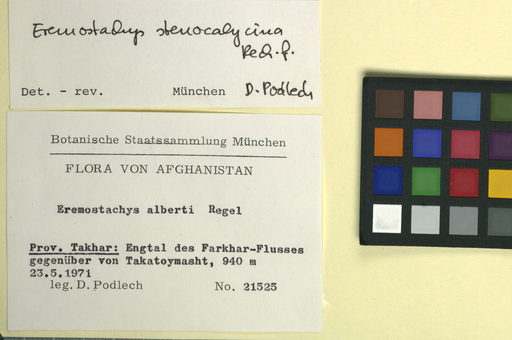 Eremostachys stenocalycina
Rech. f.
Det. - rev. München D. Podlech
Botanische Staatssammlung München
FLORA VON AFGHANISTAN
Eremostachys alberti Regel
Prov. Takhar: Engtal des Farkhar-Flusses
gegenüber von Takatoymasht, 940 m
23.5.1971
leg. D. Podlech No. 21525